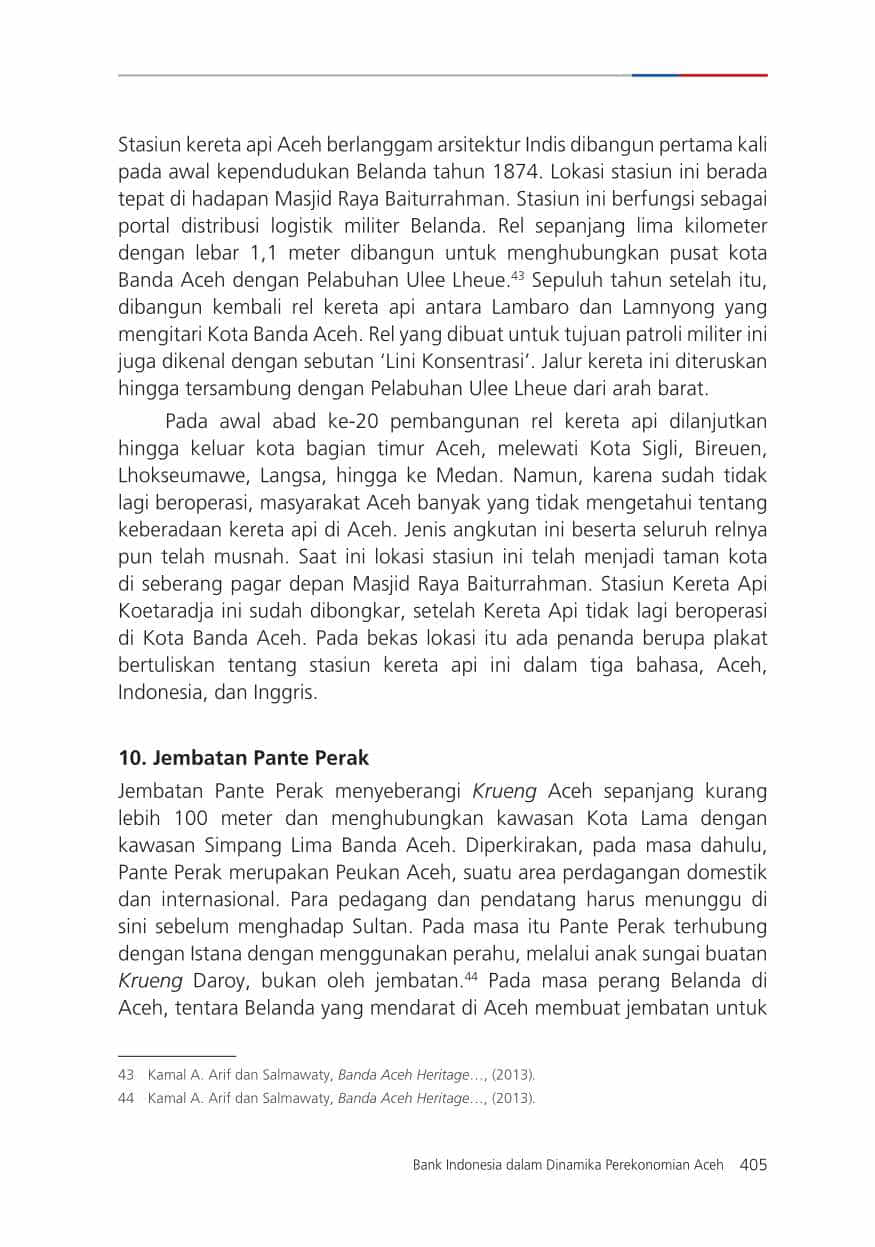 Stasiun kereta api Aceh berlanggam arsitektur Indis dibangun pertama kali
pada awal kependudukan Belanda tahun 1874. Lokasi stasiun ini berada
tepat di hadapan Masjid Raya Baiturrahman. Stasiun ini berfungsi sebagai
portal distribusi logistik militer Belanda. Rel sepanjang lima kilometer
dengan lebar 1,1 meter dibangun untuk menghubungkan pusat kota
Banda Aceh dengan Pelabuhan Ulee Lheue.43 Sepuluh tahun setelah itu,
dibangun kembali rel kereta api antara Lambaro dan Lamnyong yang
mengitari Kota Banda Aceh. Rel yang dibuat untuk tujuan patroli militer ini
juga dikenal dengan sebutan ‘Lini Konsentrasi’. Jalur kereta ini diteruskan
hingga tersambung dengan Pelabuhan Ulee Lheue dari arah barat.
Pada awal abad ke-20 pembangunan rel kereta api dilanjutkan
hingga keluar kota bagian timur Aceh, melewati Kota Sigli, Bireuen,
Lhokseumawe, Langsa, hingga ke Medan. Namun, karena sudah tidak
lagi beroperasi, masyarakat Aceh banyak yang tidak mengetahui tentang
keberadaan kereta api di Aceh. Jenis angkutan ini beserta seluruh relnya
pun telah musnah. Saat ini lokasi stasiun ini telah menjadi taman kota
di seberang pagar depan Masjid Raya Baiturrahman. Stasiun Kereta Api
Koetaradja ini sudah dibongkar, setelah Kereta Api tidak lagi beroperasi
di Kota Banda Aceh. Pada bekas lokasi itu ada penanda berupa plakat
bertuliskan tentang stasiun kereta api ini dalam tiga bahasa, Aceh,
Indonesia, dan Inggris.
10. Jembatan Pante Perak
Jembatan Pante Perak menyeberangi Krueng Aceh sepanjang kurang
lebih 100 meter dan menghubungkan kawasan Kota Lama dengan
kawasan Simpang Lima Banda Aceh. Diperkirakan, pada masa dahulu,
Pante Perak merupakan Peukan Aceh, suatu area perdagangan domestik
dan internasional. Para pedagang dan pendatang harus menunggu di
sini sebelum menghadap Sultan. Pada masa itu Pante Perak terhubung
dengan Istana dengan menggunakan perahu, melalui anak sungai buatan
Krueng Daroy, bukan oleh jembatan.44 Pada masa perang Belanda di
Aceh, tentara Belanda yang mendarat di Aceh membuat jembatan untuk
43 Kamal A. Arif dan Salmawaty, Banda Aceh Heritage…, (2013).
44 Kamal A. Arif dan Salmawaty, Banda Aceh Heritage…, (2013).
Bank Indonesia dalam Dinamika Perekonomian Aceh 405